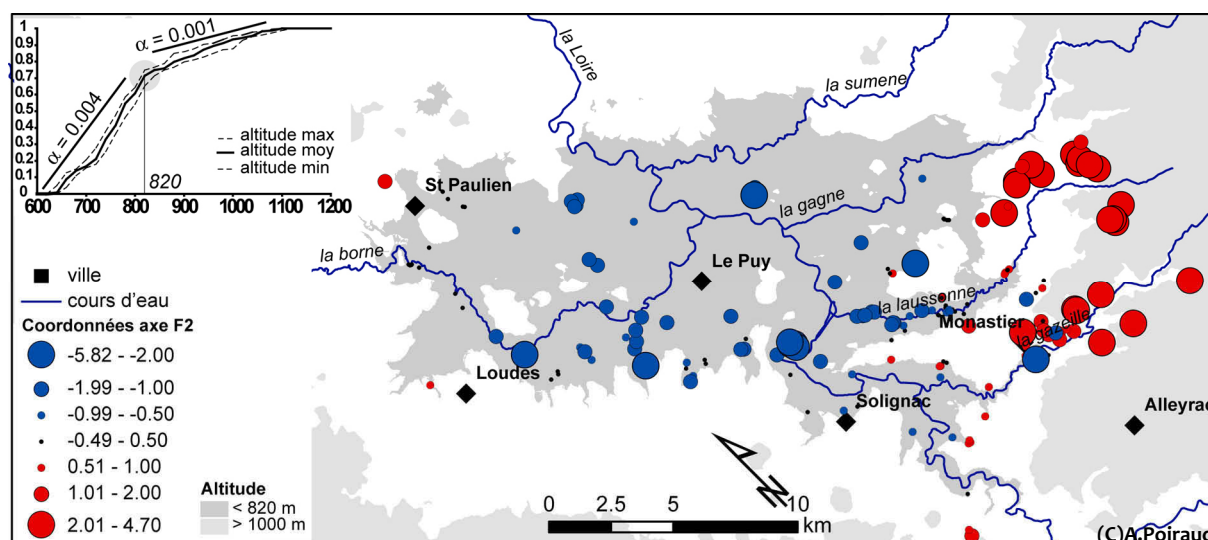 1
0.9
0.8
0.7
0.6
0.5
0.4
0.3
0.2
0.1
0
α = 0.001
α = 0.004
altitude max
altitude moy
altitude min
820
600 700 800 900 1000 1100 1200
ville
cours d'eau
Coordonnées axe F2
-5.82 - -2.00
-1.99 - -1.00
-0.99 - -0.50
-0.49 - 0.50
0.51 - 1.00
1.01 - 2.00
2.01 - 4.70
Altitude
< 820 m
> 1000 m
la Loire
la sumene
St Paulien
la gagne
la borne
Le Puy
la laussonne
Monastier
la gazeille
Loudes
Solignac
Alleyrac
N
0 2.5 5 10
km
(C)A.Poiraud